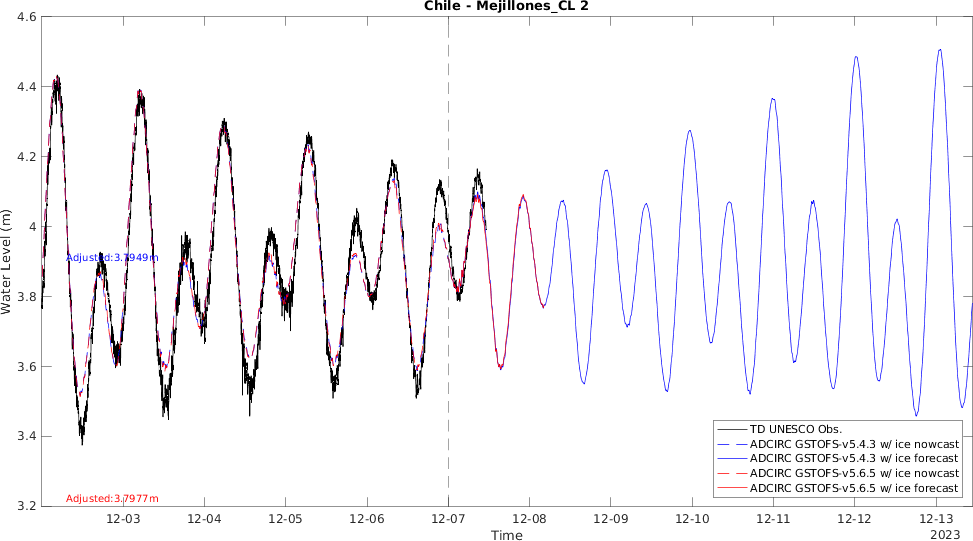 Chile - Mejillones_CL 2
4.6
4.4
4.2
4
3.8
3.6
3.4
3.2
Water Level (m)
Adjusted:3.7949m
Adjusted:3.7977m
TD UNESCO Obs.
ADCIRC GSTOFS-v5.4.3 w/ ice nowcast
ADCIRC GSTOFS-v5.4.3 w/ ice forecast
ADCIRC GSTOFS-v5.6.5 w/ ice nowcast
ADCIRC GSTOFS-v5.6.5 w/ ice forecast
12-03 12-04 12-05 12-06 12-07 12-08 12-09 12-10 12-11 12-12 12-13
Time
2023